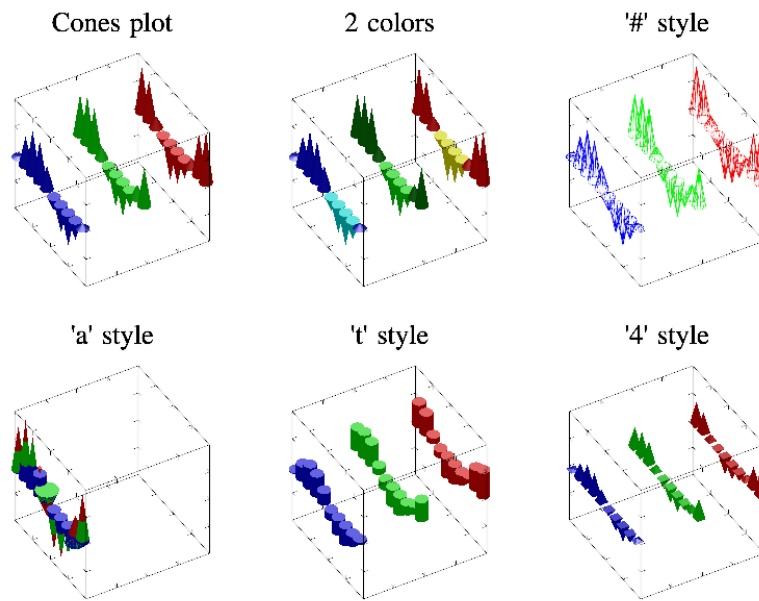 Cones plot
2 colors
'#' style
'a' style
't' style
'4' style